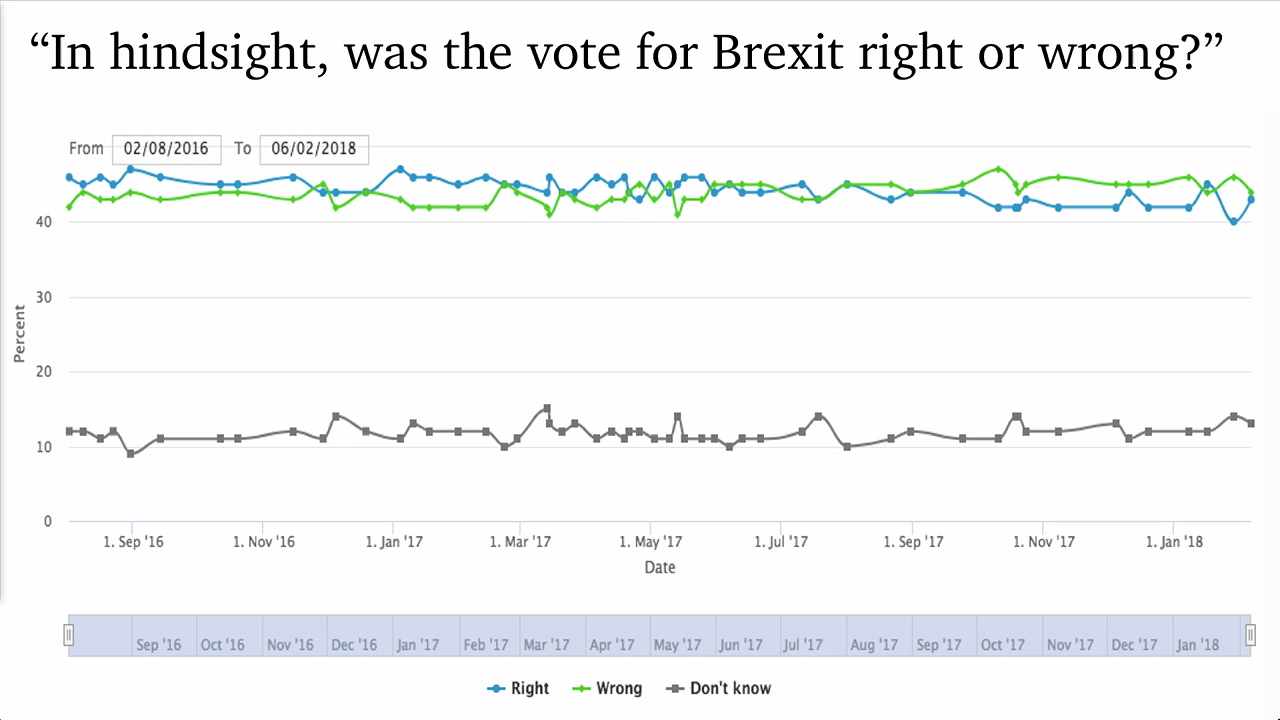 “In hindsight, was the vote for Brexit right or wrong?”
From 02/08/2016 To 06/02/2018
40
30
20
10
0
Percent
1. Sep '16 1. Nov '16 1. Jan '17 1. Mar '17 1. May '17 1. Jul '17 1. Sep '17 1. Nov '17 1. Jan '18
Date
Sep '16 Oct '16 Nov '16 Dec '16 Jan '17 Feb '17 Mar '17 Apr '17 May '17 Jun '17 Jul '17 Aug '17 Sep '17 Oct '17 Nov '17 Dec '17 Jan '18
Right Wrong Don't know